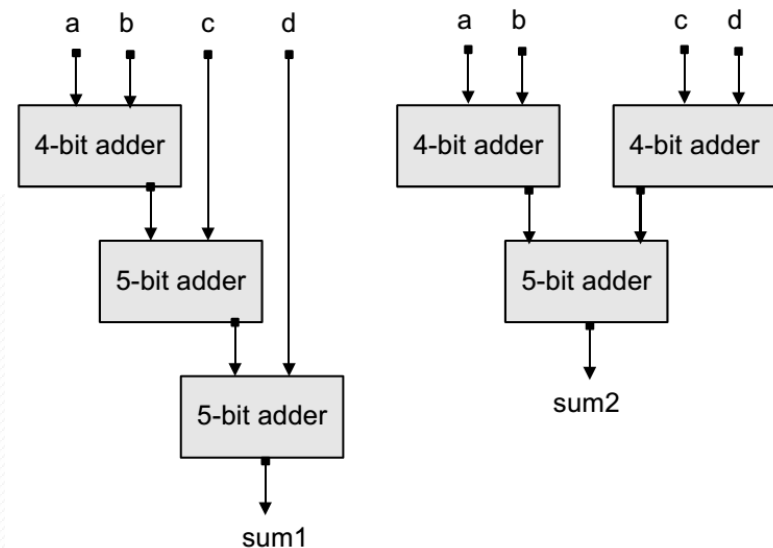 a b c d
4-bit adder
5-bit adder
5-bit adder
sum1
a b c d
4-bit adder 4-bit adder
5-bit adder
sum2